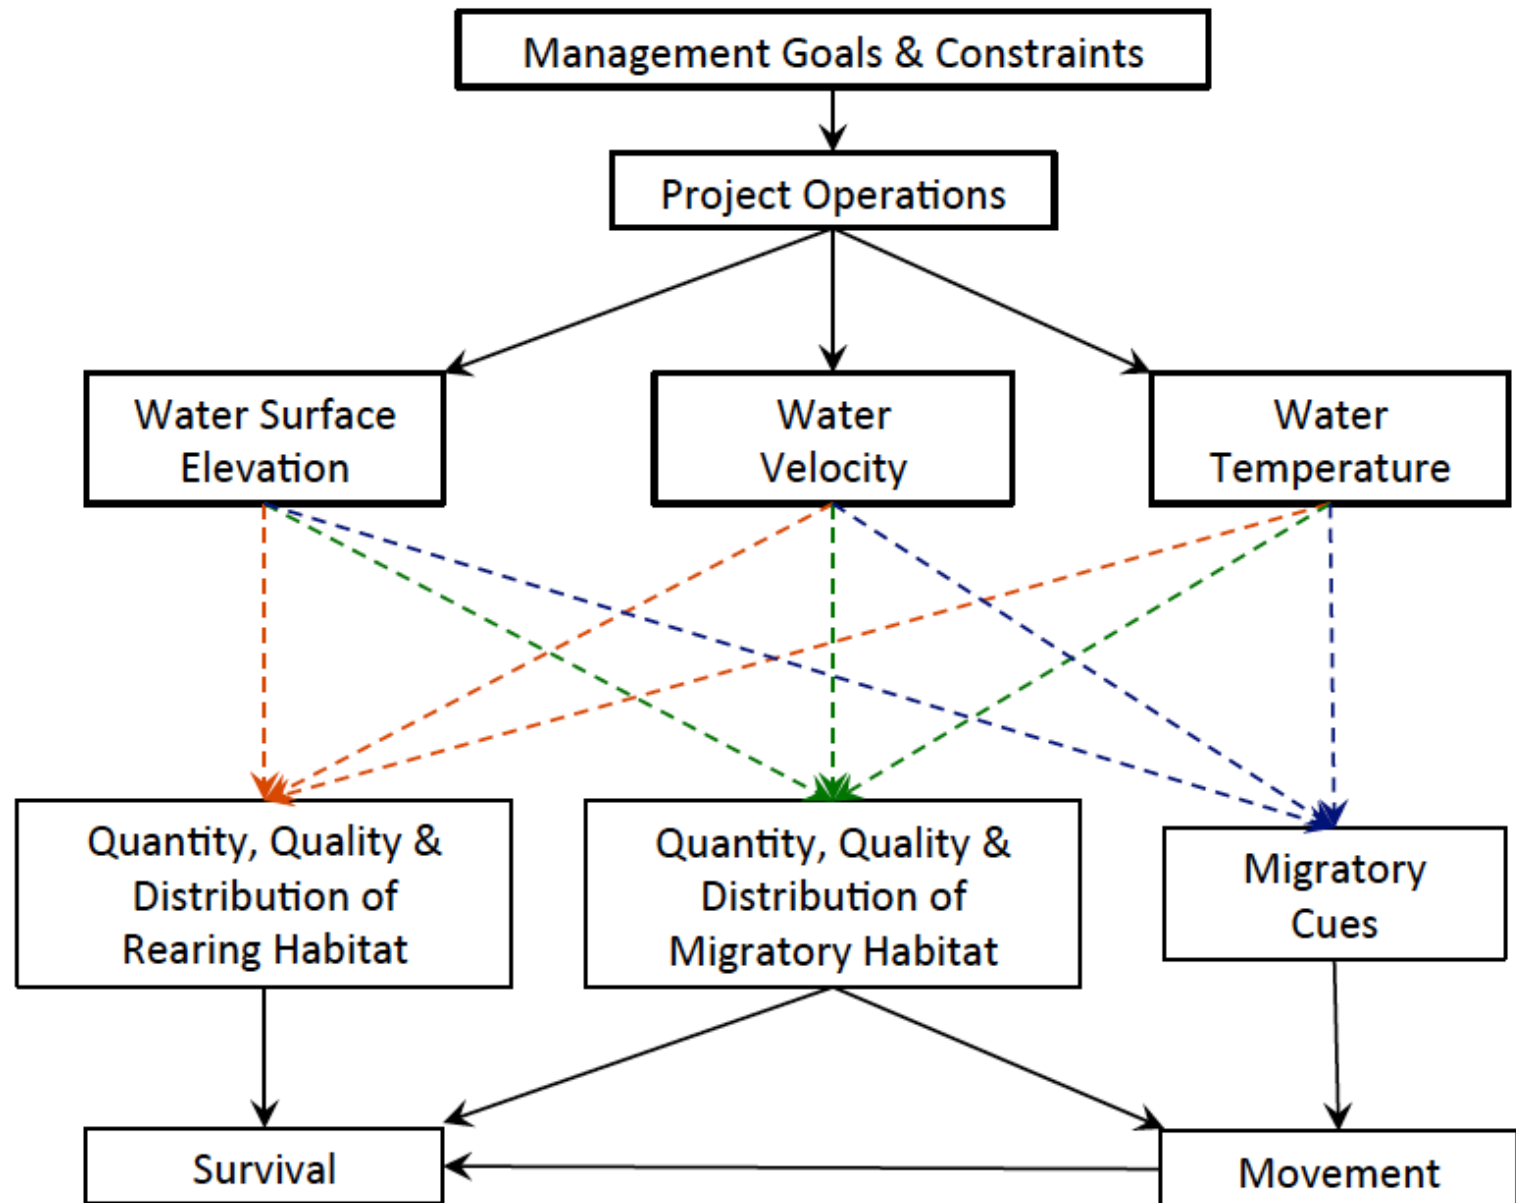 Management Goals & Constraints
Project Operations
Water Surface
Elevation
Water
Velocity
Water
Temperature
Quantity, Quality &
Distribution of
Rearing Habitat
Quantity, Quality &
Distribution of
Migratory Habitat
Migratory
Cues
Survival
Movement